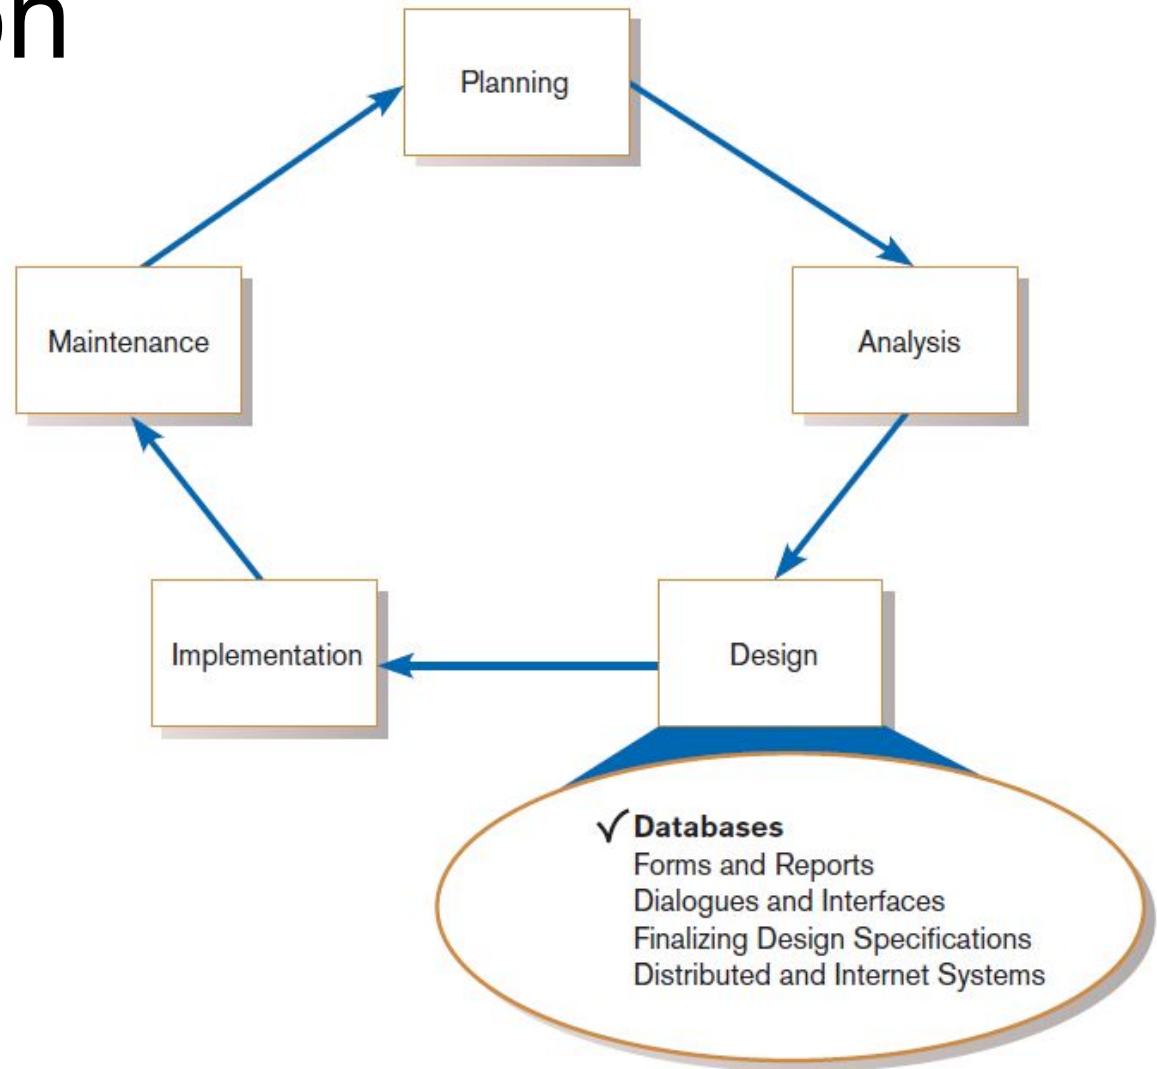 Planning
Maintenance
Analysis
Implementation
Design
✓ Databases
Forms and Reports
Dialogues and Interfaces
Finalizing Design Specifications
Distributed and Internet Systems